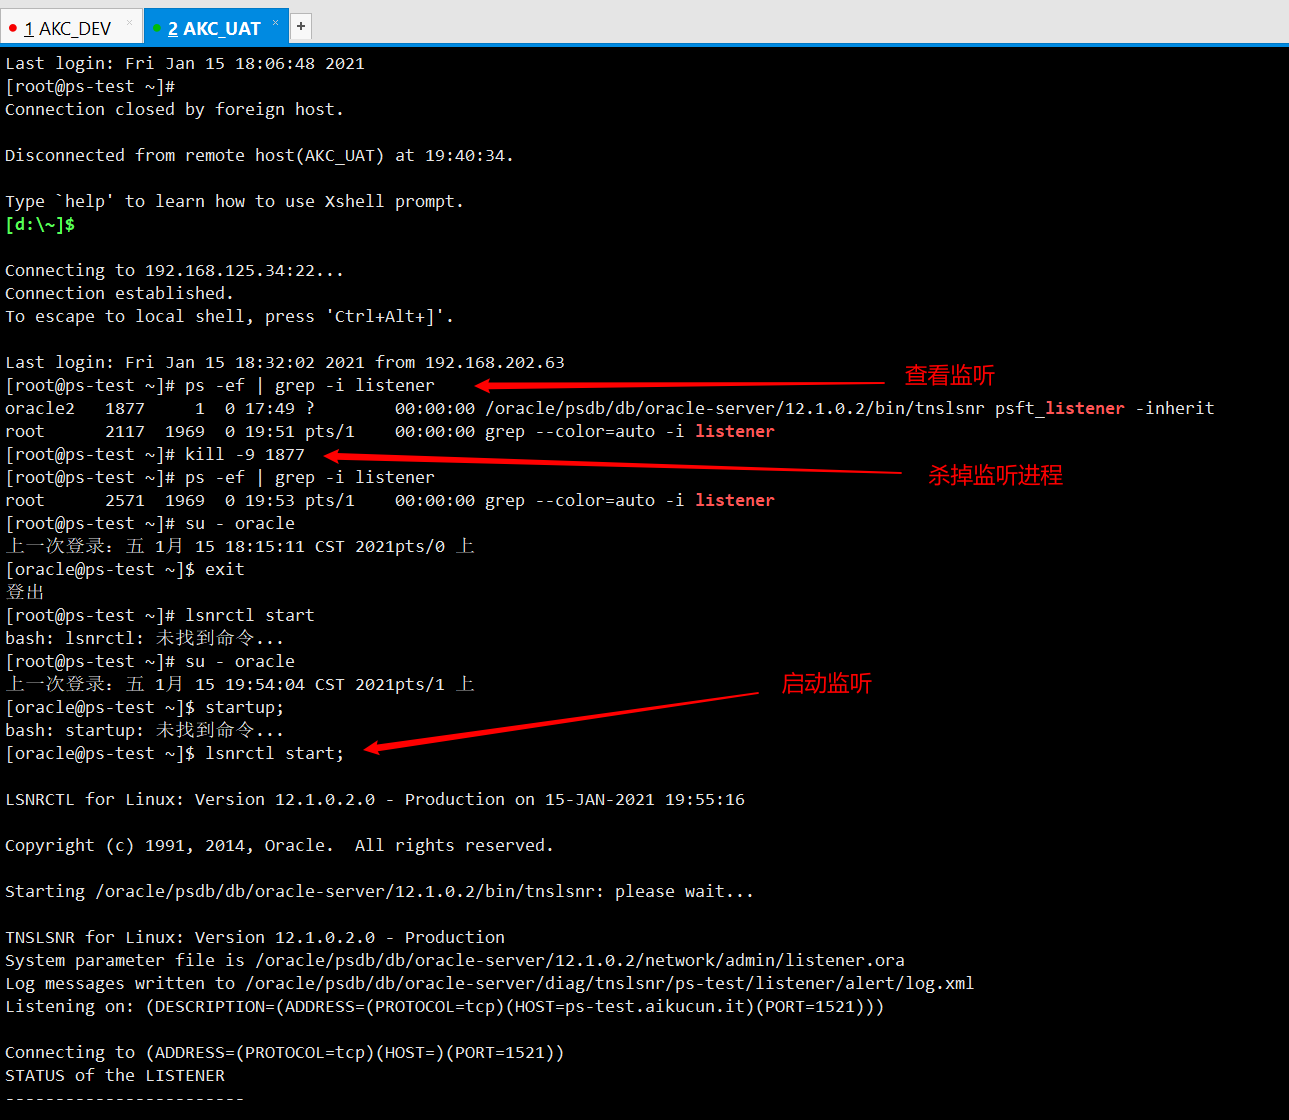 1 AKC_DEV × 2 AKC_UAT × +
Last login: Fri Jan 15 18:06:48 2021
[root@ps-test ~]#
Connection closed by foreign host.
Disconnected from remote host(AKC_UAT) at 19:40:34.
Type `help' to learn how to use Xshell prompt.
[d:\~]$
Connecting to 192.168.125.34:22...
Connection established.
To escape to local shell, press 'Ctrl+Alt+]'.
Last login: Fri Jan 15 18:32:02 2021 from 192.168.202.63
[root@ps-test ~]# ps -ef | grep -i listener
查看监听
oracle2   1877     1  0 17:49 ?        00:00:00 /oracle/psdb/db/oracle-server/12.1.0.2/bin/tnslsnr psft_listener -inherit
root      2117  1969  0 19:51 pts/1    00:00:00 grep --color=auto -i listener
[root@ps-test ~]# kill -9 1877
杀掉监听进程
[root@ps-test ~]# ps -ef | grep -i listener
root      2571  1969  0 19:53 pts/1    00:00:00 grep --color=auto -i listener
[root@ps-test ~]# su - oracle
上一次登录：五 1月 15 18:15:11 CST 2021pts/0 上
[oracle@ps-test ~]$ exit
登出
[root@ps-test ~]# lsnrctl start
bash: lsnrctl: 未找到命令...
[root@ps-test ~]# su - oracle
上一次登录：五 1月 15 19:54:04 CST 2021pts/1 上
启动监听
[oracle@ps-test ~]$ startup;
bash: startup: 未找到命令...
[oracle@ps-test ~]$ lsnrctl start;
LSNRCTL for Linux: Version 12.1.0.2.0 - Production on 15-JAN-2021 19:55:16
Copyright (c) 1991, 2014, Oracle.  All rights reserved.
Starting /oracle/psdb/db/oracle-server/12.1.0.2/bin/tnslsnr: please wait...
TNSLSNR for Linux: Version 12.1.0.2.0 - Production
System parameter file is /oracle/psdb/db/oracle-server/12.1.0.2/network/admin/listener.ora
Log messages written to /oracle/psdb/db/oracle-server/diag/tnslsnr/ps-test/listener/alert/log.xml
Listening on: (DESCRIPTION=(ADDRESS=(PROTOCOL=tcp)(HOST=ps-test.aikucun.it)(PORT=1521)))
Connecting to (ADDRESS=(PROTOCOL=tcp)(HOST=)(PORT=1521))
STATUS of the LISTENER
------------------------